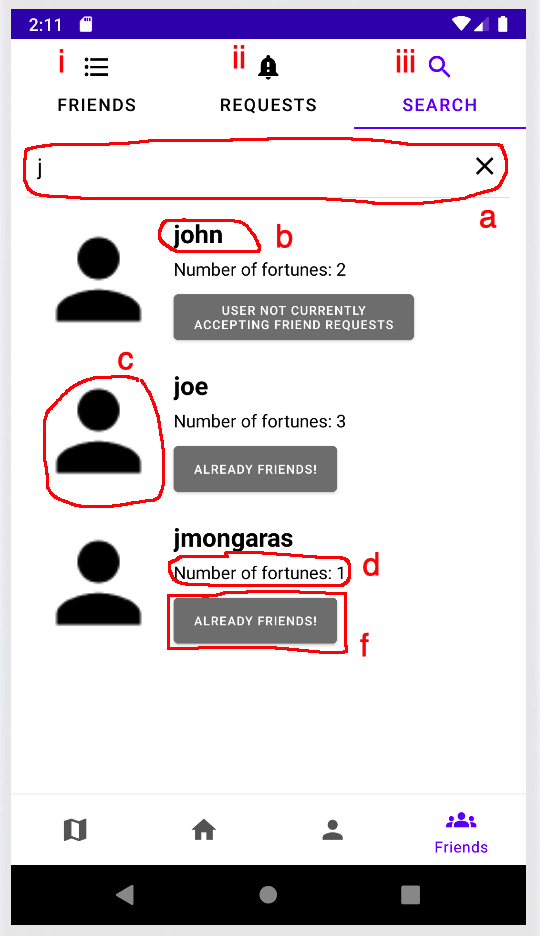 2:11
i
ii
iii
FRIENDS REQUESTS SEARCH
j
a
john b
Number of fortunes: 2
USER NOT CURRENTLY
ACCEPTING FRIEND REQUESTS
c
joe
Number of fortunes: 3
ALREADY FRIENDS!
jmongaras
Number of fortunes: 1 d
ALREADY FRIENDS!
f
Friends